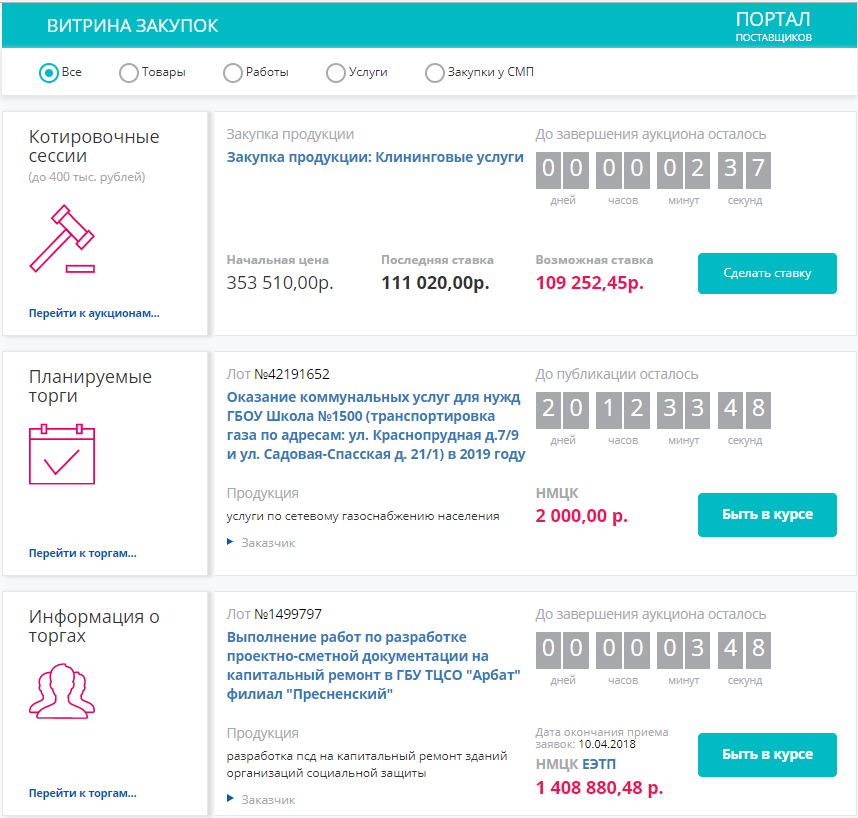 ВИТРИНА ЗАКУПОК
ПОРТАЛ
ПОСТАВЩИКОВ
Все
Товары
Работы
Услуги
Закупки у СМП
Котировочные
сессии
(до 400 тыс. рублей)
Перейти к аукционам...
Закупка продукции
Закупка продукции: Клининговые услуги
До завершения аукциона осталось
0 0 0 0 0 2 3 7
дней часов минут секунд
Начальная цена
353 510,00р.
Последняя ставка
111 020,00р.
Возможная ставка
109 252,45р.
Сделать ставку
Планируемые
торги
Перейти к торгам...
Лот №42191652
Оказание коммунальных услуг для нужд
ГБОУ Школа №1500 (транспортировка
газа по адресам: ул. Краснопрудная д.7/9
и ул. Садовая-Спасская д. 21/1) в 2019 году
До публикации осталось
2 0 1 2 3 3 4 8
дней часов минут секунд
Продукция
услуги по сетевому газоснабжению населения
Заказчик
НМЦК
2 000,00 р.
Быть в курсе
Информация о
торгах
Перейти к торгам...
Лот №1499797
Выполнение работ по разработке
проектно-сметной документации на
капитальный ремонт в ГБУ ТЦСО "Арбат"
филиал "Пресненский"
До завершения аукциона осталось
0 0 0 0 0 3 4 8
дней часов минут секунд
Продукция
разработка псд на капитальный ремонт зданий
организаций социальной защиты
Заказчик
Дата окончания приема
заявок: 10.04.2018
НМЦК ЕЭТП
1 408 880,48 р.
Быть в курсе